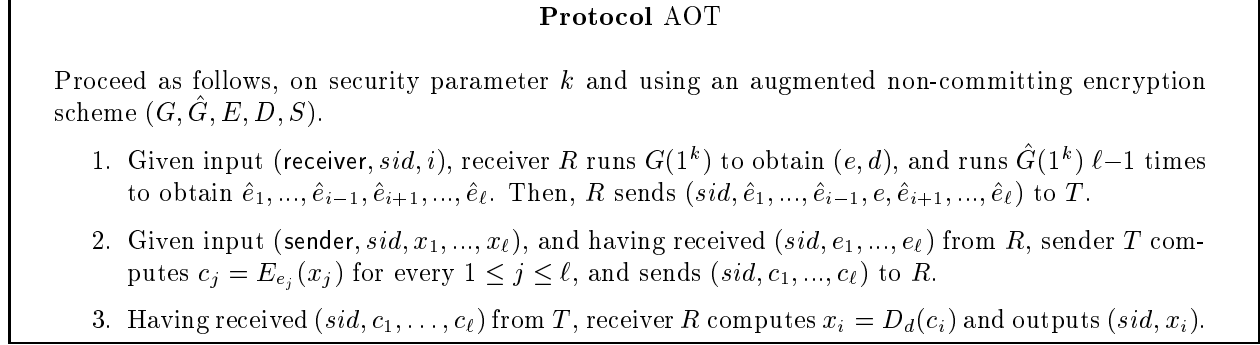 Protocol AOT
Proceed as follows, on security parameter k and using an augmented non-committing encryption
scheme (G, Ĝ, E, D, S).
1. Given input (receiver, sid, i), receiver R runs G(1^k) to obtain (e, d), and runs Ĝ(1^k) ℓ−1 times
to obtain ê_1, ..., ê_{i−1}, ê_{i+1}, ..., ê_ℓ. Then, R sends (sid, ê_1, ..., ê_{i−1}, e, ê_{i+1}, ..., ê_ℓ) to T.
2. Given input (sender, sid, x_1, ..., x_ℓ), and having received (sid, e_1, ..., e_ℓ) from R, sender T com-
putes c_j = E_{e_j}(x_j) for every 1 ≤ j ≤ ℓ, and sends (sid, c_1, ..., c_ℓ) to R.
3. Having received (sid, c_1, . . . , c_ℓ) from T, receiver R computes x_i = D_d(c_i) and outputs (sid, x_i).